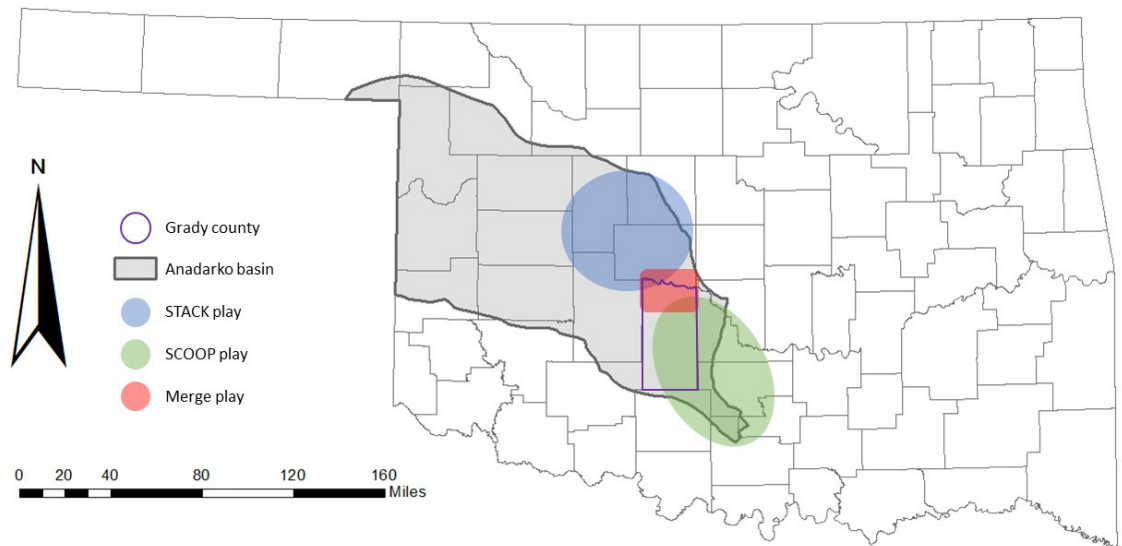 N
Grady county
Anadarko basin
STACK play
SCOOP play
Merge play
0 20 40 80 120 160
Miles